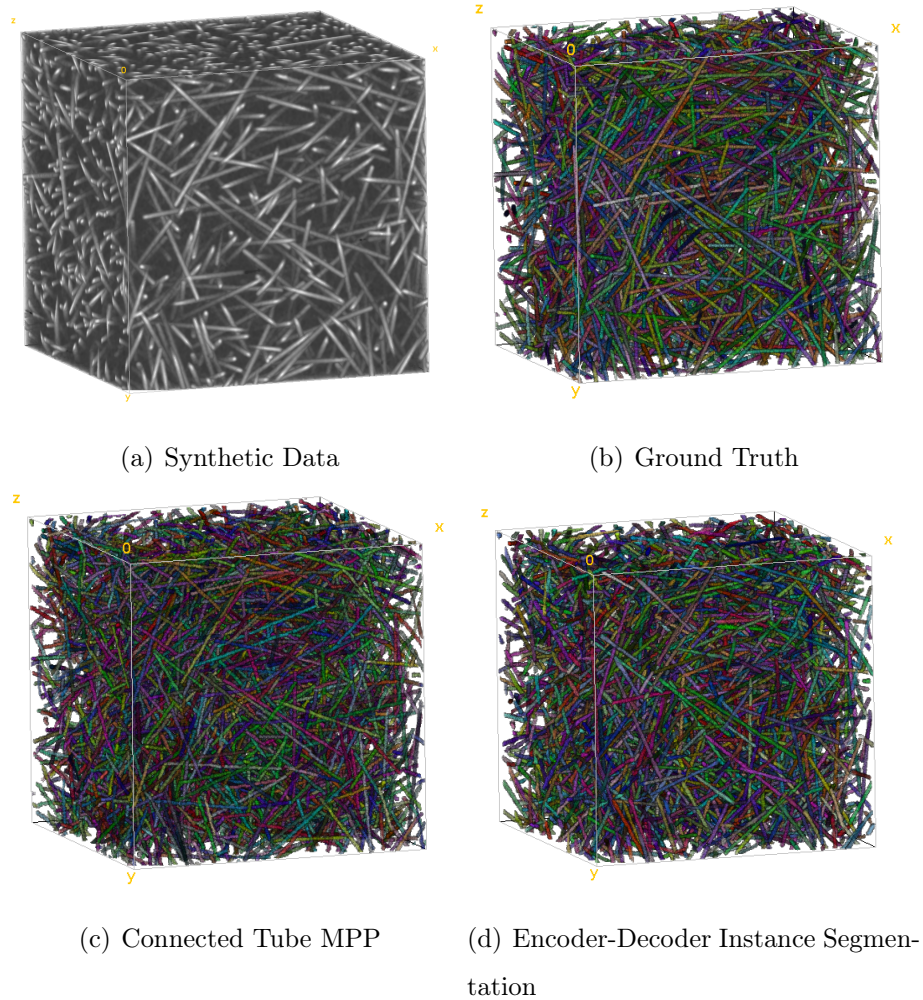 z
x
0
y
z
x
0
y
(a) Synthetic Data
(b) Ground Truth
z
x
0
y
z
x
0
y
(c) Connected Tube MPP
(d) Encoder-Decoder Instance Segmen-
tation